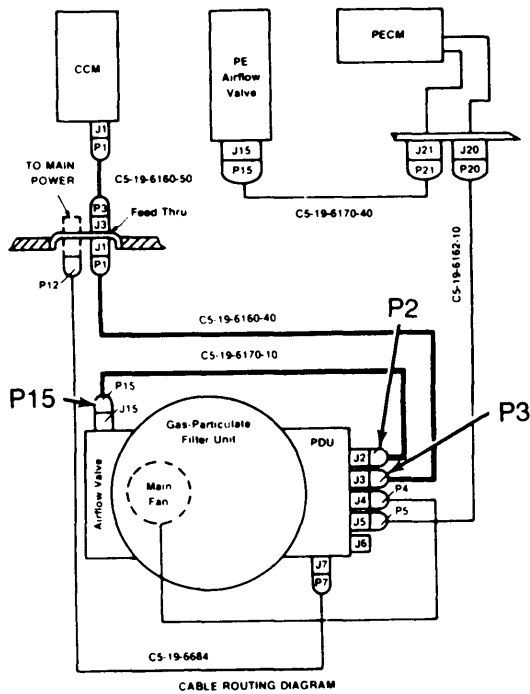 CCM
J1
P1
PE
Airflow
Valve
J15
P15
PECM
J21
P21
J20
P20
TO MAIN
POWER
C5-19-6160-50
P3
J3
Feed Thru
J1
P1
P12
C5-19-6170-40
C5-19-6162-10
C5-19-6160-40
P2
C5-19-6170-10
P15
P15
J15
P3
Gas-Particulate
Filter Unit
PDU
Airflow Valve
Main
Fan
J2
J3
J4
P4
J5
P5
J6
J7
P7
C5-19-6684
CABLE ROUTING DIAGRAM